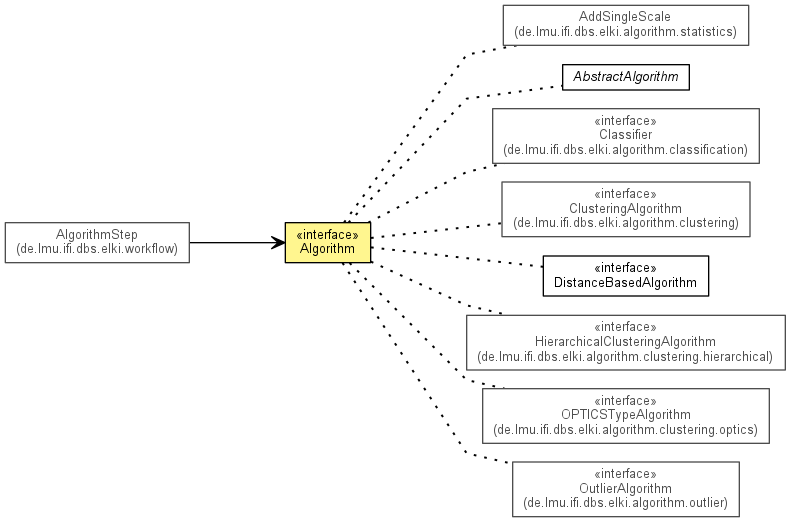 AddSingleScale
(de.lmu.ifi.dbs.elki.algorithm.statistics)
AbstractAlgorithm
«interface»
Classifier
(de.lmu.ifi.dbs.elki.algorithm.classification)
«interface»
ClusteringAlgorithm
(de.lmu.ifi.dbs.elki.algorithm.clustering)
AlgorithmStep
(de.lmu.ifi.dbs.elki.workflow)
«interface»
Algorithm
«interface»
DistanceBasedAlgorithm
«interface»
HierarchicalClusteringAlgorithm
(de.lmu.ifi.dbs.elki.algorithm.clustering.hierarchical)
«interface»
OPTICSTypeAlgorithm
(de.lmu.ifi.dbs.elki.algorithm.clustering.optics)
«interface»
OutlierAlgorithm
(de.lmu.ifi.dbs.elki.algorithm.outlier)